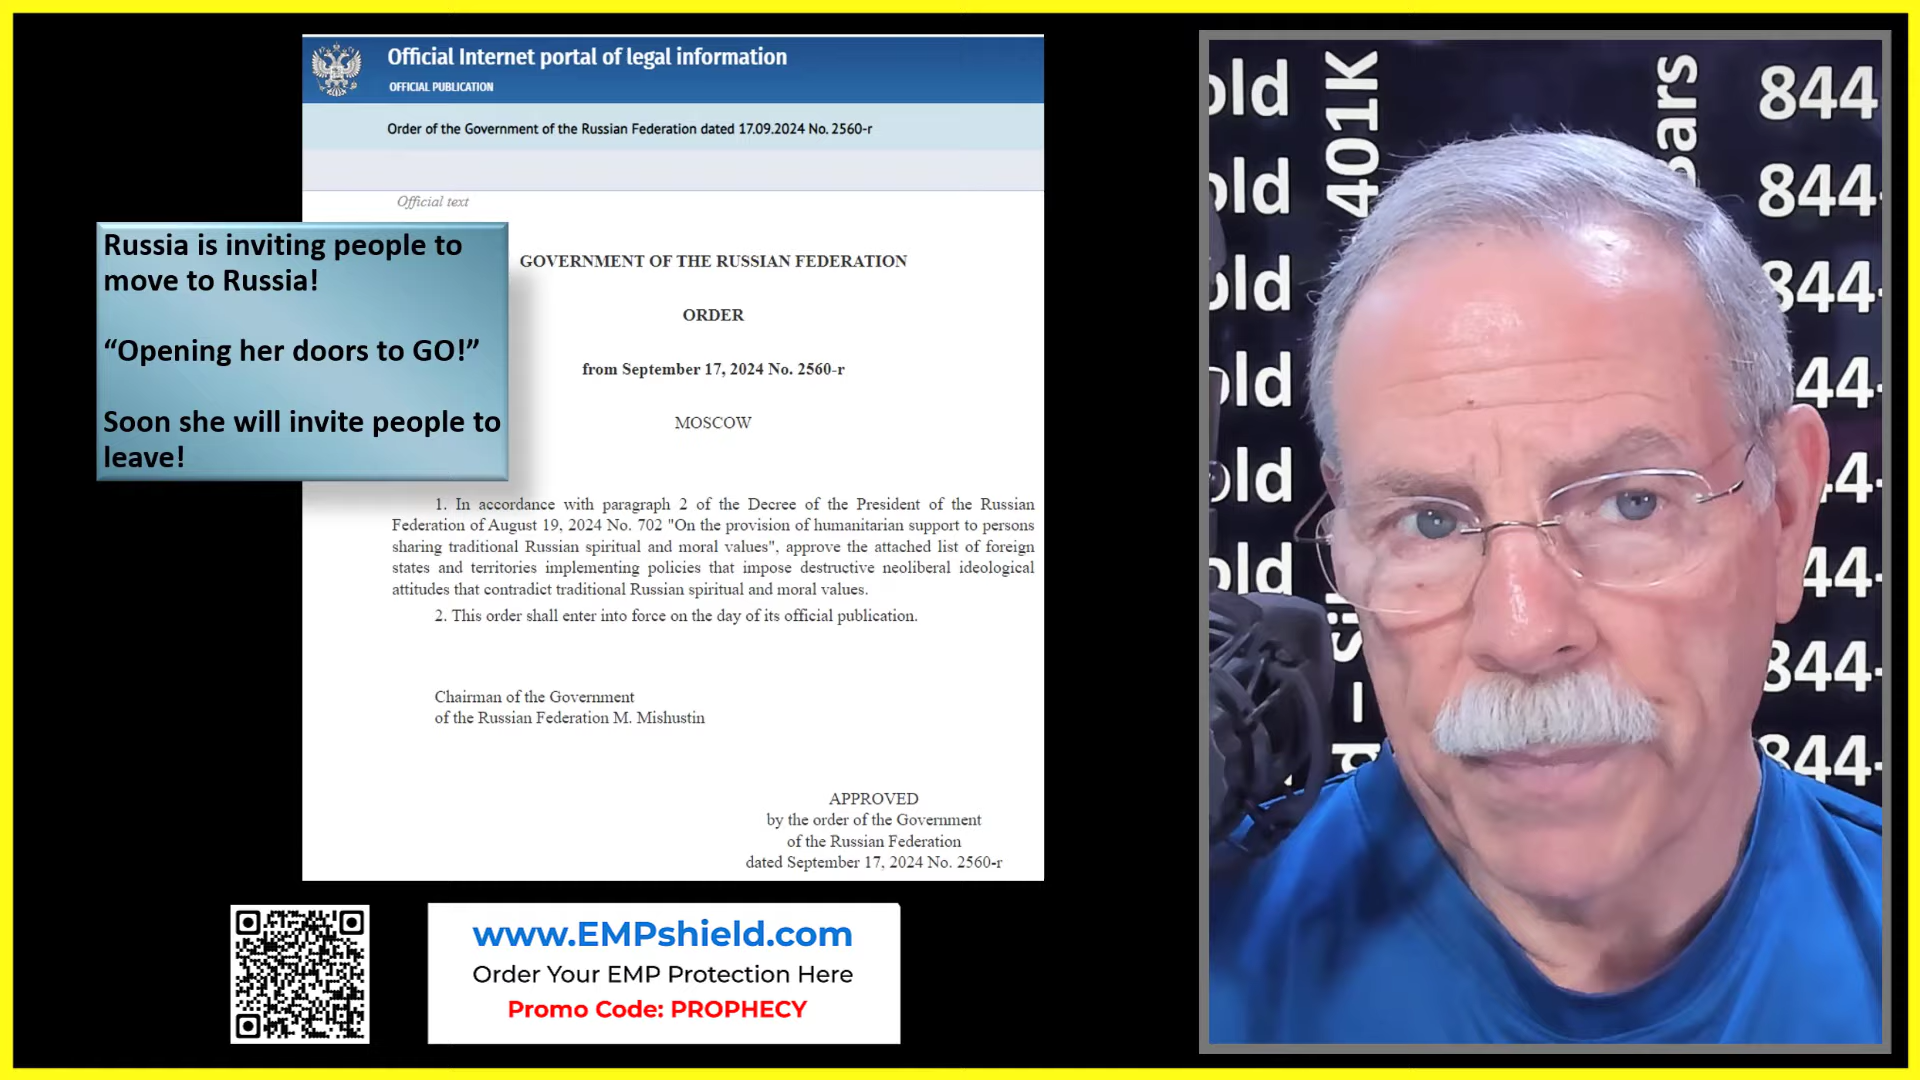 Official Internet portal of legal information
OFFICIAL PUBLICATION
Order of the Government of the Russian Federation dated 17.09.2024 No. 2560-r
Official text
Russia is inviting people to
move to Russia!
“Opening her doors to GO!”
Soon she will invite people to
leave!
GOVERNMENT OF THE RUSSIAN FEDERATION
ORDER
from September 17, 2024 No. 2560-r
MOSCOW
1. In accordance with paragraph 2 of the Decree of the President of the Russian
Federation of August 19, 2024 No. 702 "On the provision of humanitarian support to persons
sharing traditional Russian spiritual and moral values", approve the attached list of foreign
states and territories implementing policies that impose destructive neoliberal ideological
attitudes that contradict traditional Russian spiritual and moral values.
2. This order shall enter into force on the day of its official publication.
Chairman of the Government
of the Russian Federation M. Mishustin
APPROVED
by the order of the Government
of the Russian Federation
dated September 17, 2024 No. 2560-r
www.EMPshield.com
Order Your EMP Protection Here
Promo Code: PROPHECY
old
old
old
old
old
old
401K
ars
844
844-
844-
44-
4-
44-
844-
844-